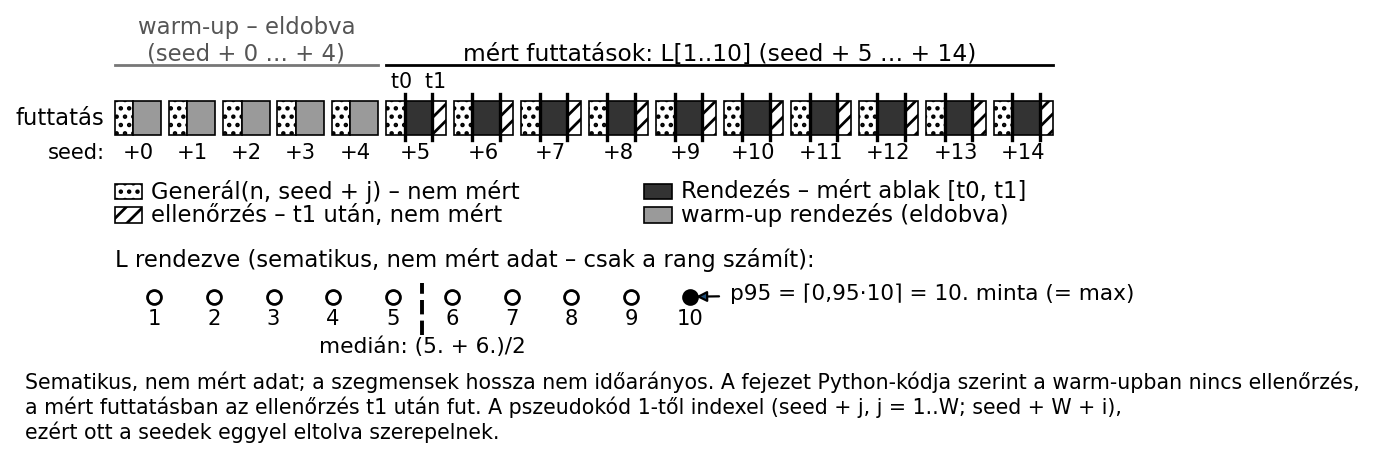 warm-up – eldobva
(seed + 0 … + 4)
mért futtatások: L[1..10] (seed + 5 … + 14)
t0 t1
futtatás
seed: +0 +1 +2 +3 +4 +5 +6 +7 +8 +9 +10 +11 +12 +13 +14
Generál(n, seed + j) – nem mért
Rendezés – mért ablak [t0, t1]
ellenőrzés – t1 után, nem mért
warm-up rendezés (eldobva)
L rendezve (sematikus, nem mért adat – csak a rang számít):
p95 = ⌈0,95·10⌉ = 10. minta (= max)
1 2 3 4 5 6 7 8 9 10
medián: (5. + 6.)/2
Sematikus, nem mért adat; a szegmensek hossza nem időarányos. A fejezet Python-kódja szerint a warm-upban nincs ellenőrzés,
a mért futtatásban az ellenőrzés t1 után fut. A pszeudokód 1-től indexel (seed + j, j = 1..W; seed + W + i),
ezért ott a seedek eggyel eltolva szerepelnek.